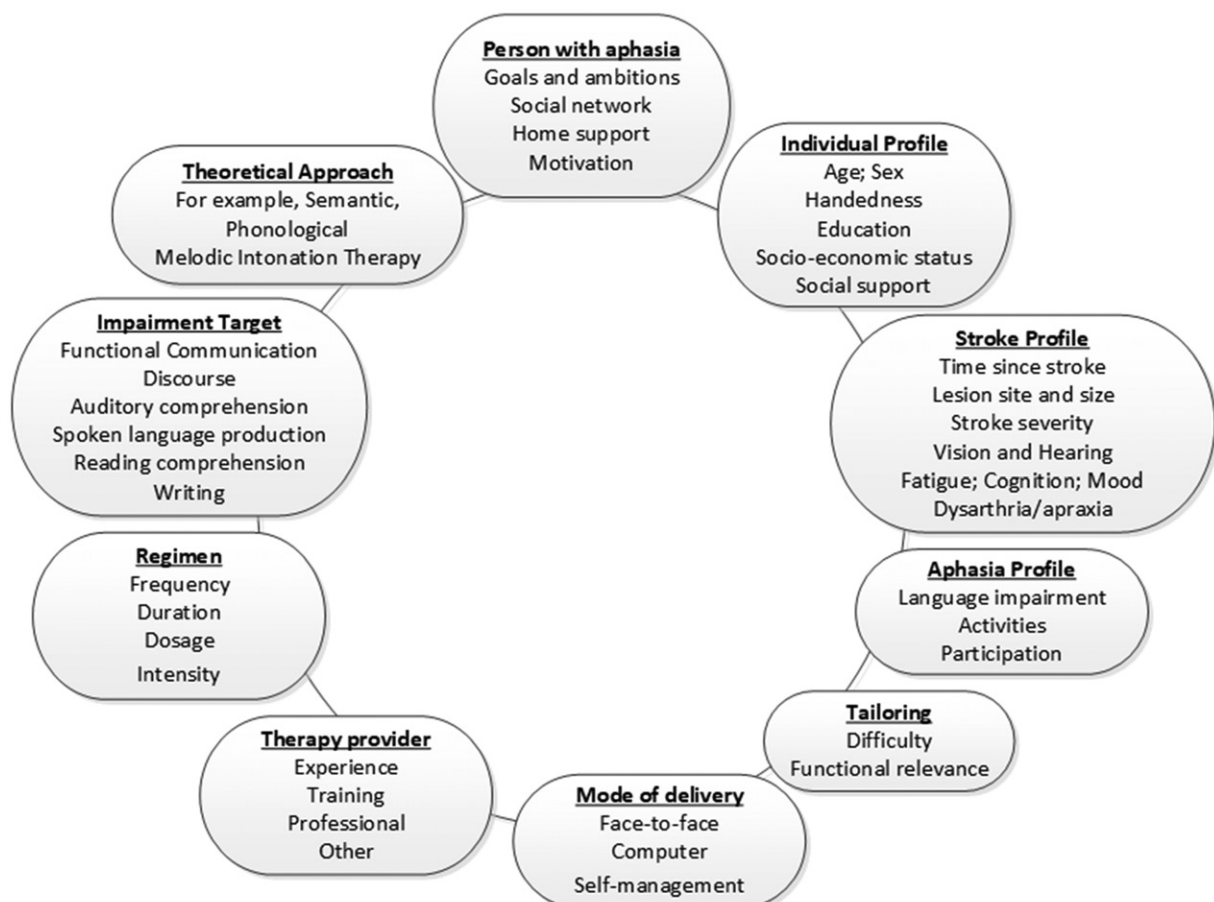 Person with aphasia
Goals and ambitions
Social network
Home support
Motivation
Individual Profile
Age; Sex
Handedness
Education
Socio-economic status
Social support
Stroke Profile
Time since stroke
Lesion site and size
Stroke severity
Vision and Hearing
Fatigue; Cognition; Mood
Dysarthria/apraxia
Aphasia Profile
Language impairment
Activities
Participation
Tailoring
Difficulty
Functional relevance
Mode of delivery
Face-to-face
Computer
Self-management
Therapy provider
Experience
Training
Professional
Other
Regimen
Frequency
Duration
Dosage
Intensity
Impairment Target
Functional Communication
Discourse
Auditory comprehension
Spoken language production
Reading comprehension
Writing
Theoretical Approach
For example, Semantic,
Phonological
Melodic Intonation Therapy